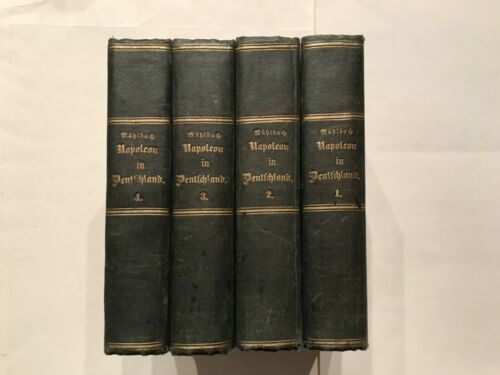 Mühlbach
Napoleon
in
Deutschland.
4.
Mühlbach
Napoleon
in
Deutschland.
3.
Mühlbach
Napoleon
in
Deutschland.
2.
Mühlbach
Napoleon
in
Deutschland.
1.